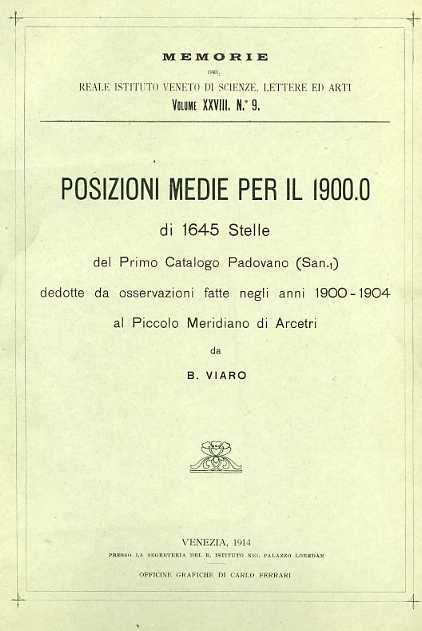 MEMORIE
DEL
REALE ISTITUTO VENETO DI SCIENZE, LETTERE ED ARTI
VOLUME XXVIII. N.° 9.
POSIZIONI MEDIE PER IL 1900.0
di 1645 Stelle
del Primo Catalogo Padovano (San.₁)
dedotte da osservazioni fatte negli anni 1900-1904
al Piccolo Meridiano di Arcetri
da
B. VIARO
VENEZIA, 1914
PRESSO LA SEGRETERIA DEL R. ISTITUTO NEL PALAZZO LOREDAN
OFFICINE GRAFICHE DI CARLO FERRARI